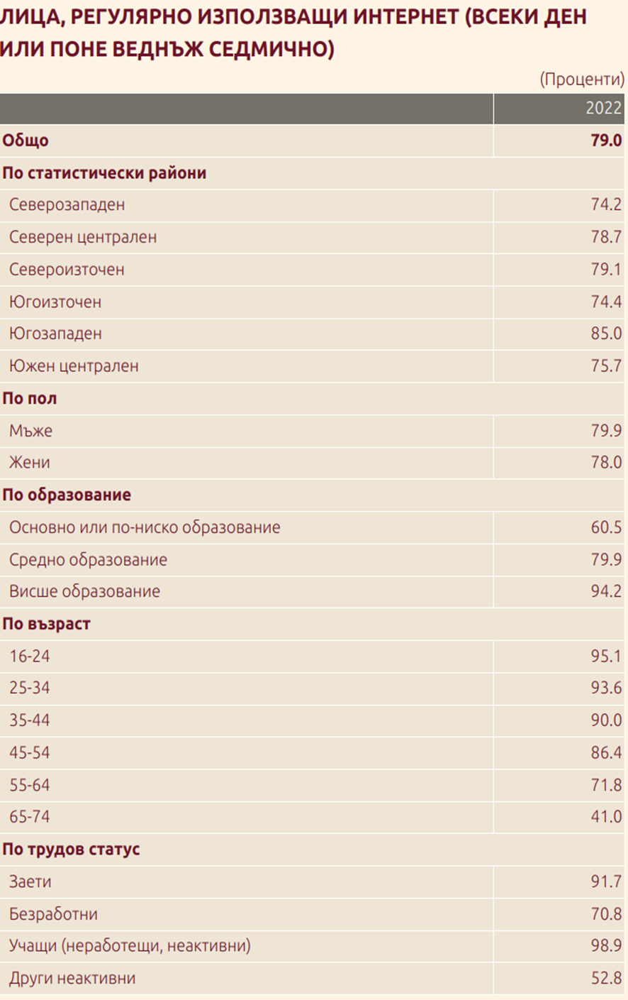 ЛИЦА, РЕГУЛЯРНО ИЗПОЛЗВАЩИ ИНТЕРНЕТ (ВСЕКИ ДЕН
ИЛИ ПОНЕ ВЕДНЪЖ СЕДМИЧНО)
(Проценти)
2022
Общо 79.0
По статистически райони
Северозападен 74.2
Северен централен 78.7
Североизточен 79.1
Югоизточен 74.4
Югозападен 85.0
Южен централен 75.7
По пол
Мъже 79.9
Жени 78.0
По образование
Основно или по-ниско образование 60.5
Средно образование 79.9
Висше образование 94.2
По възраст
16-24 95.1
25-34 93.6
35-44 90.0
45-54 86.4
55-64 71.8
65-74 41.0
По трудов статус
Заети 91.7
Безработни 70.8
Учащи (неработещи, неактивни) 98.9
Други неактивни 52.8